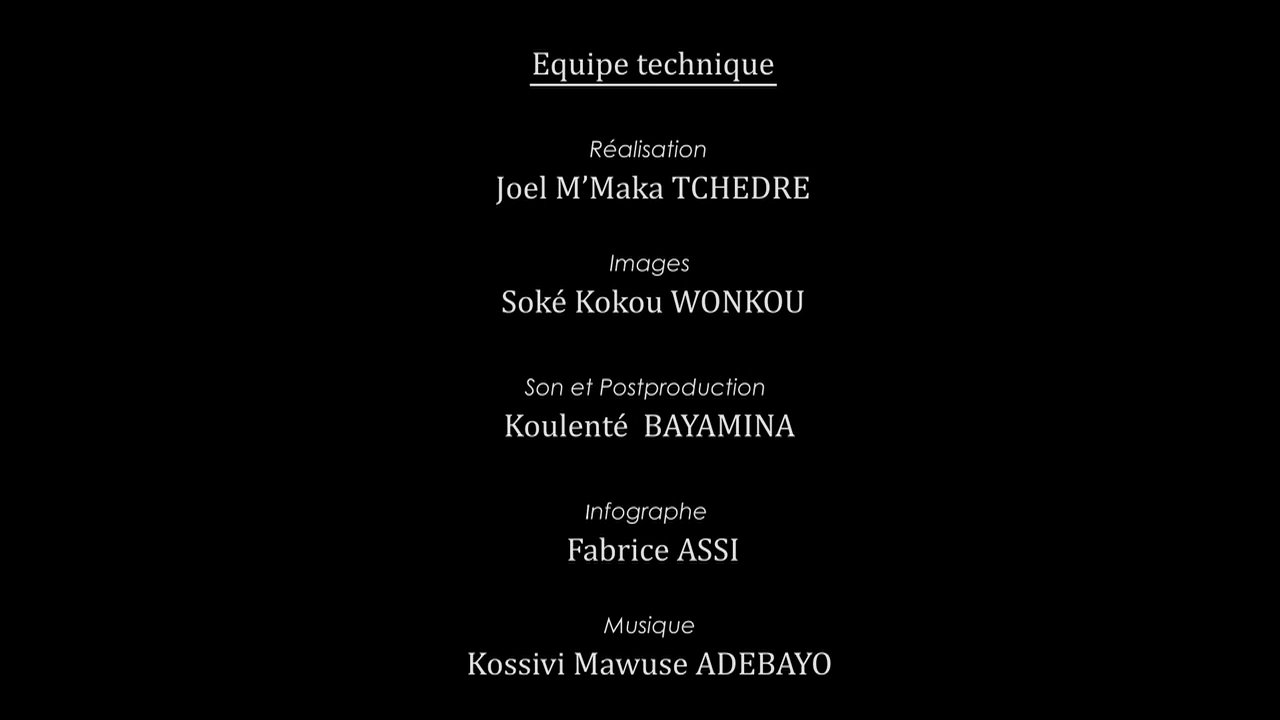 Equipe technique
Réalisation
Joel M’Maka TCHEDRE
Images
Soké Kokou WONKOU
Son et Postproduction
Koulenté  BAYAMINA
Infographe
Fabrice ASSI
Musique
Kossivi Mawuse ADEBAYO